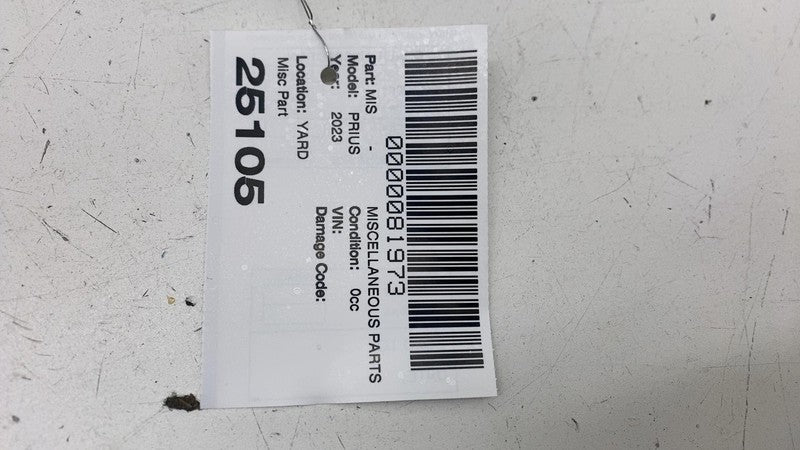 0000081973
Part: MIS - MISCELLANEOUS PARTS
Model: PRIUS Condition: 0cc
Year: 2023 VIN:
Damage Code:
Location: YARD
Misc Part
25105